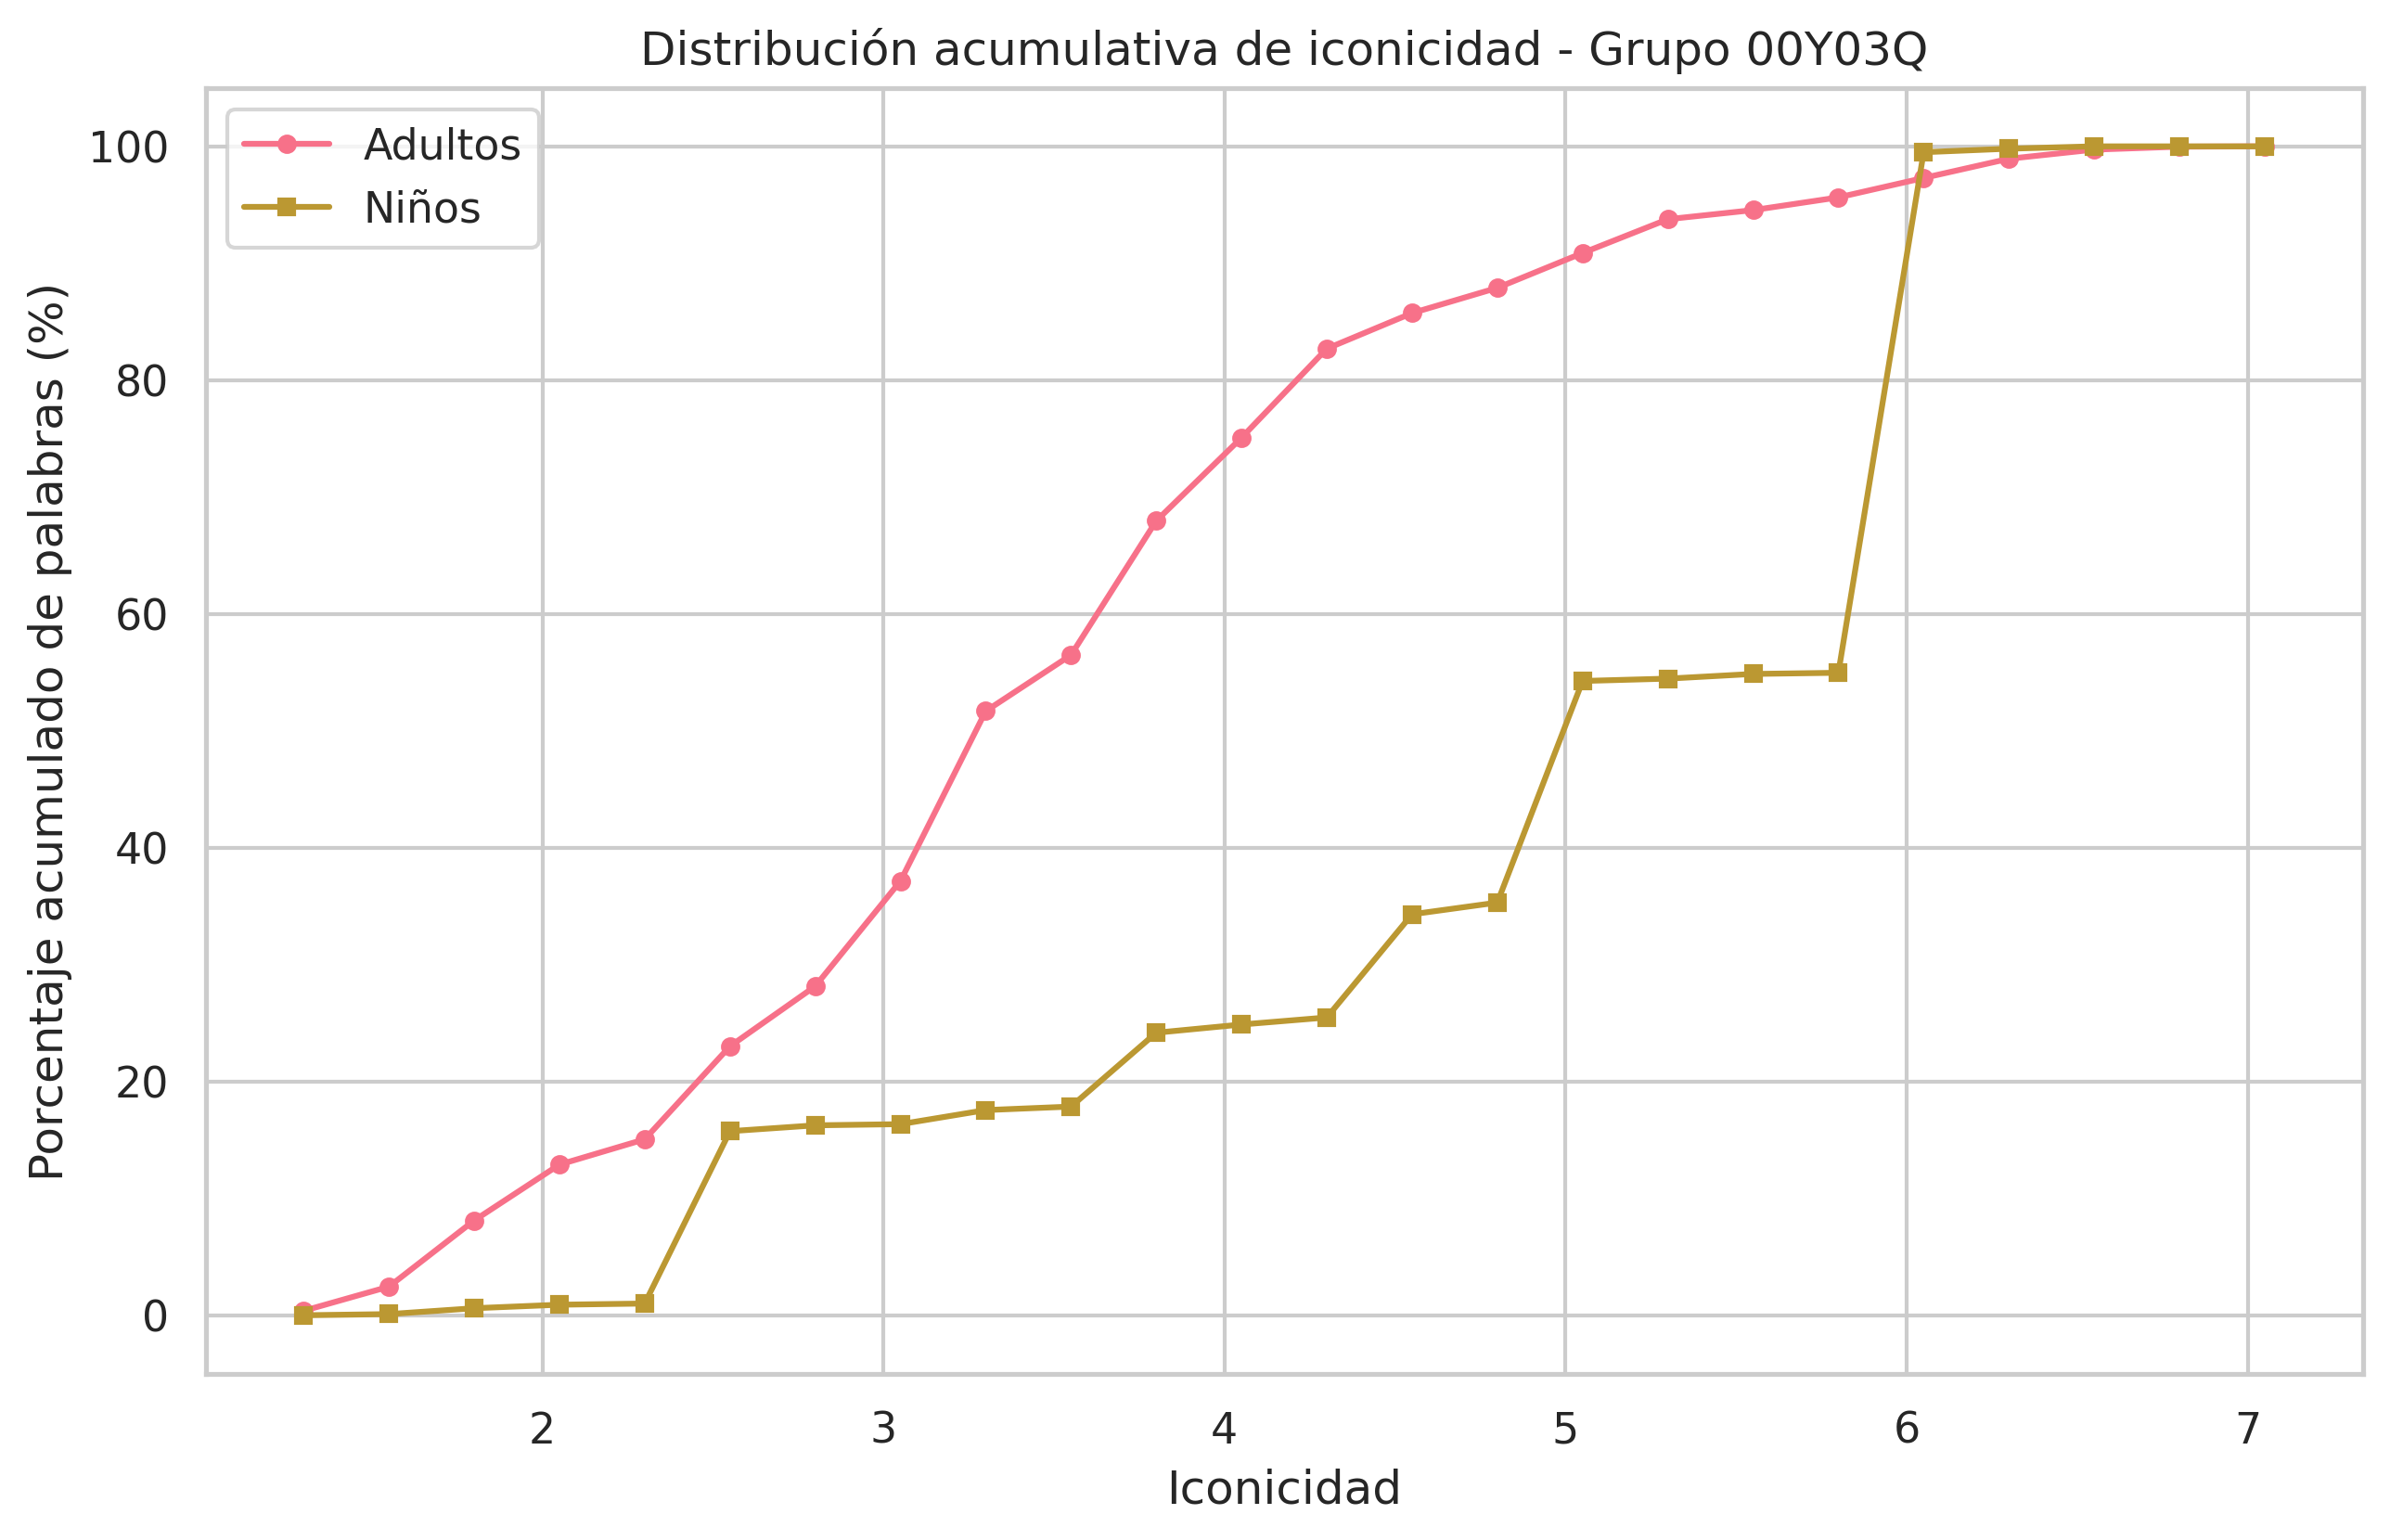 Distribución acumulativa de iconicidad - Grupo 00Y03Q
Adultos
Niños
Porcentaje acumulado de palabras (%)
100
80
60
40
20
0
2
3
4
5
6
7
Iconicidad